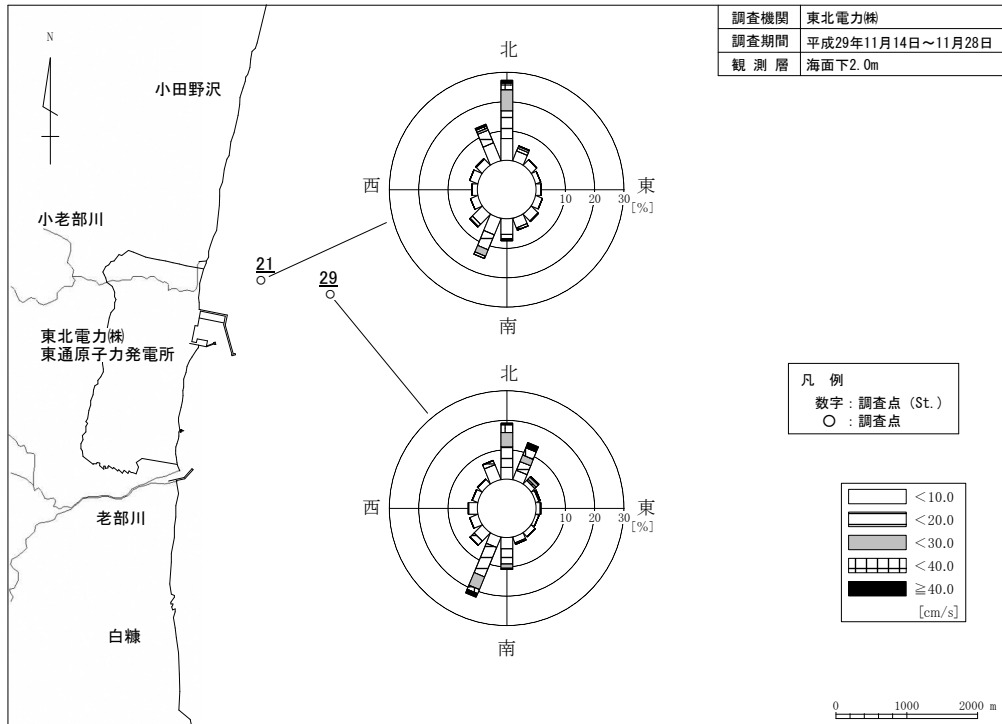 調査機関 東北電力㈱
調査期間 平成29年11月14日～11月28日
観測層 海面下2.0m
N
小田野沢
北
西
東
10 20 30
[%]
南
小老部川
21
29
東北電力㈱
東通原子力発電所
北
西
東
10 20 30
[%]
南
老部川
白糠
凡 例
数字：調査点 (St.)
○ ：調査点
＜10.0
＜20.0
＜30.0
＜40.0
≧40.0
[cm/s]
0 1000 2000 m